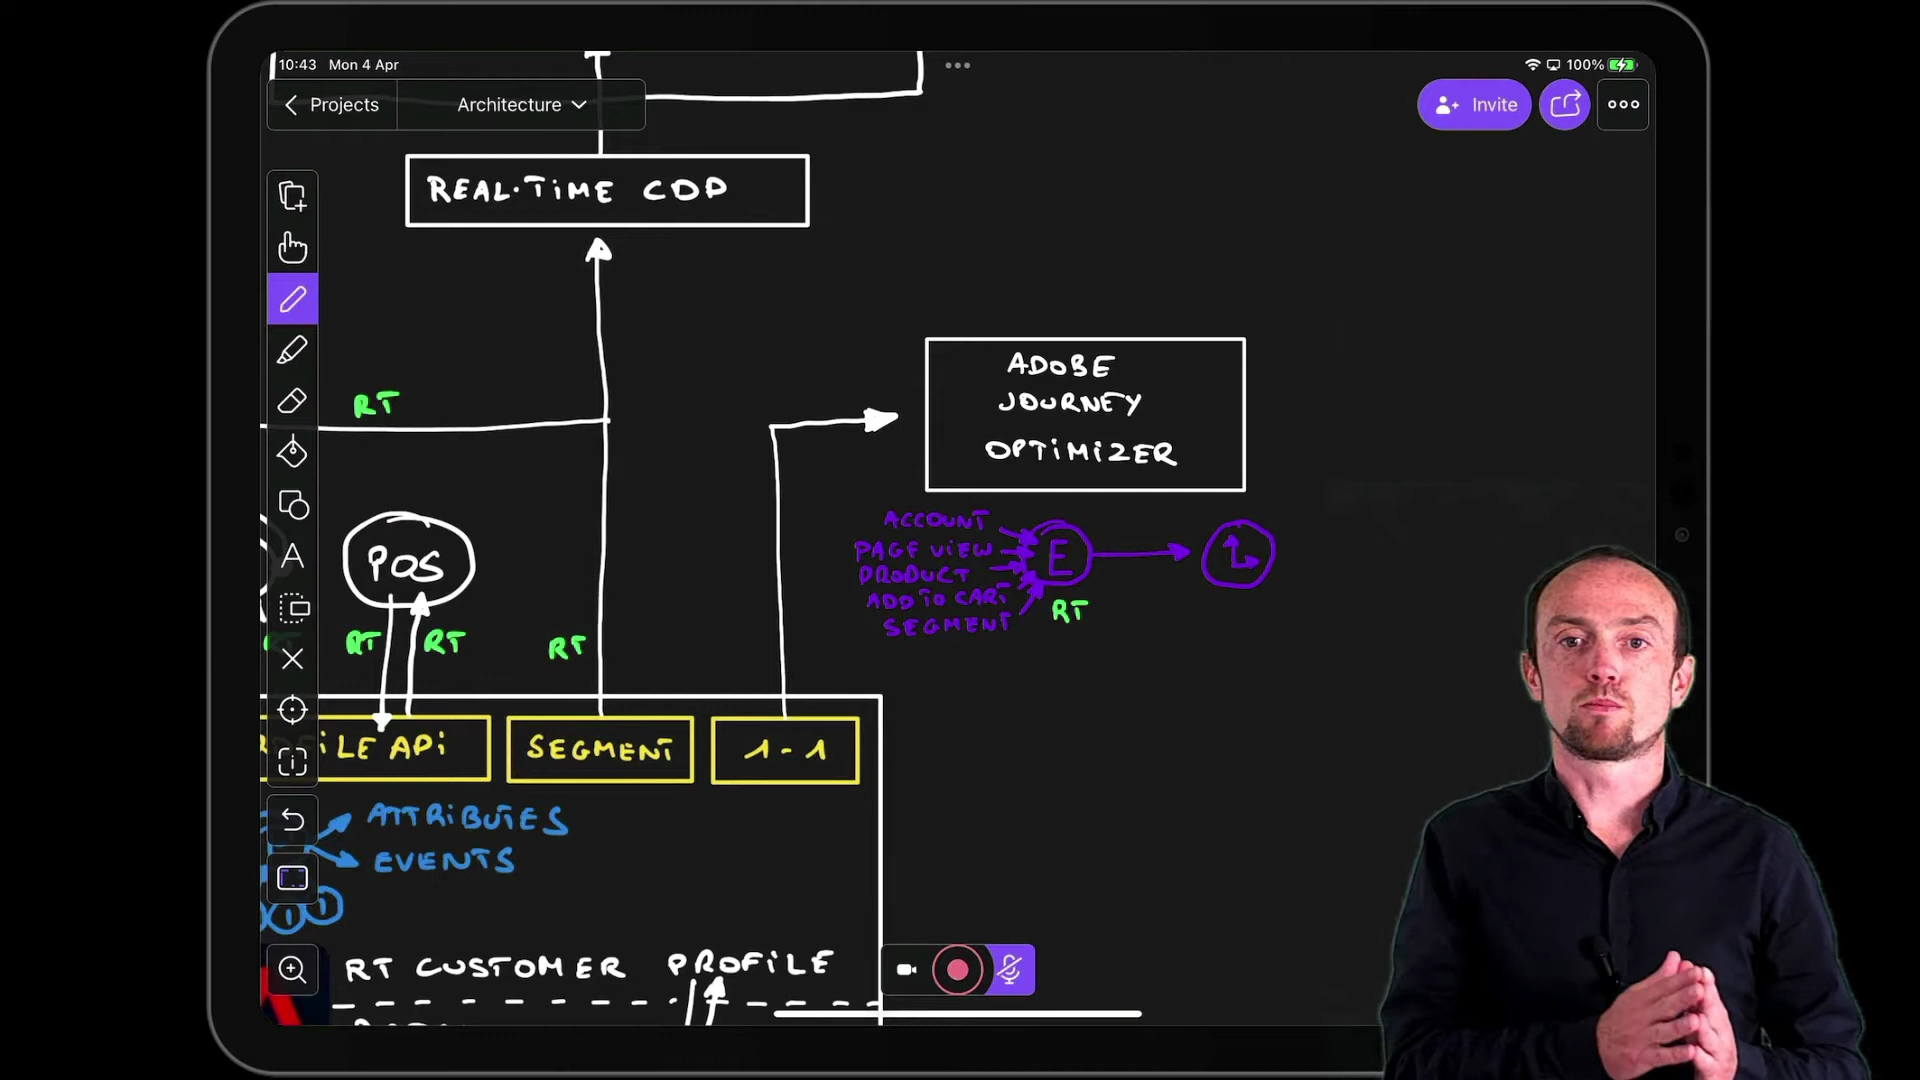 10:43 Mon 4 Apr
100%
Projects
Architecture
Invite
REAL-TIME CDP
ADOBE
JOURNEY
OPTIMIZER
RT
ACCOUNT
PAGE VIEW
PRODUCT
ADD TO CART
SEGMENT
E
RT
POS
RT
RT
RT
RT
iLE APi
SEGMENT
1-1
ATTRiBUTES
EVENTS
RT CUSTOMER PROFiLE